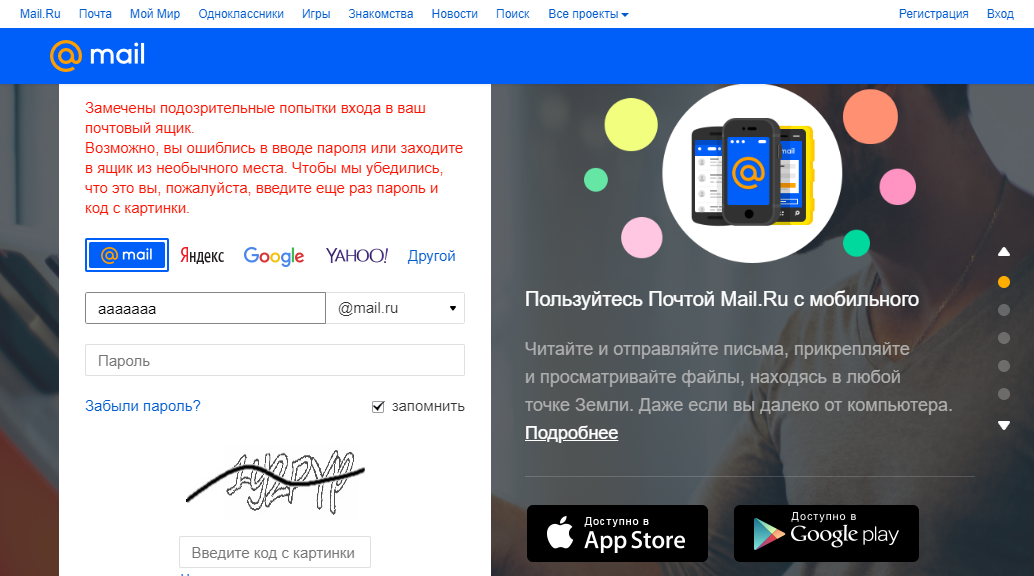 Mail.Ru Почта Мой Мир Одноклассники Игры Знакомства Новости Поиск Все проекты Регистрация Вход
@mail
Замечены подозрительные попытки входа в ваш
почтовый ящик.
Возможно, вы ошиблись в вводе пароля или заходите
в ящик из необычного места. Чтобы мы убедились,
что это вы, пожалуйста, введите еще раз пароль и
код с картинки.
@mail Яндекс Google YAHOO! Другой
ааааааа @mail.ru
Пароль
Забыли пароль? запомнить
Введите код с картинки
mail
Пользуйтесь Почтой Mail.Ru с мобильного
Читайте и отправляйте письма, прикрепляйте
и просматривайте файлы, находясь в любой
точке Земли. Даже если вы далеко от компьютера.
Подробнее
Доступно в
App Store
Доступно в
Google play